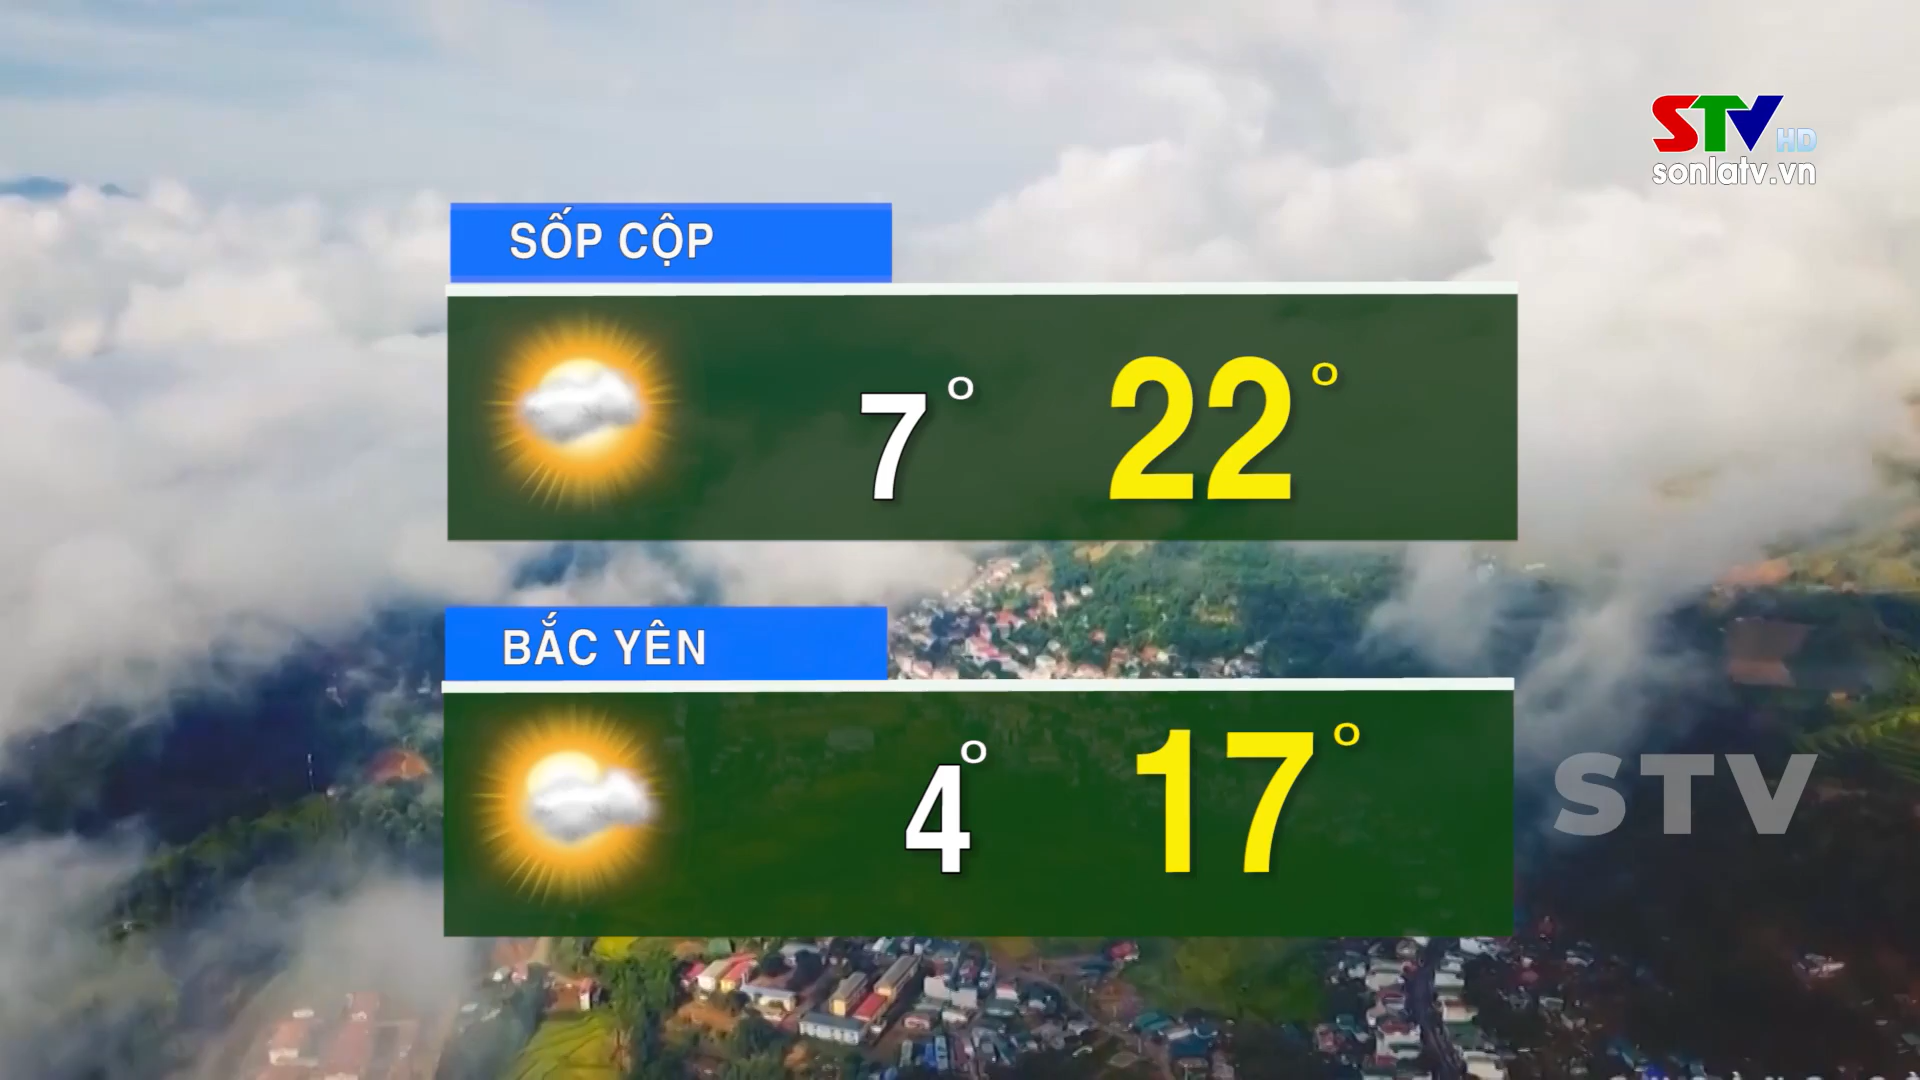 STV HD
sonlatv.vn
SỐP CỘP
7° 22°
BẮC YÊN
4° 17°
STV